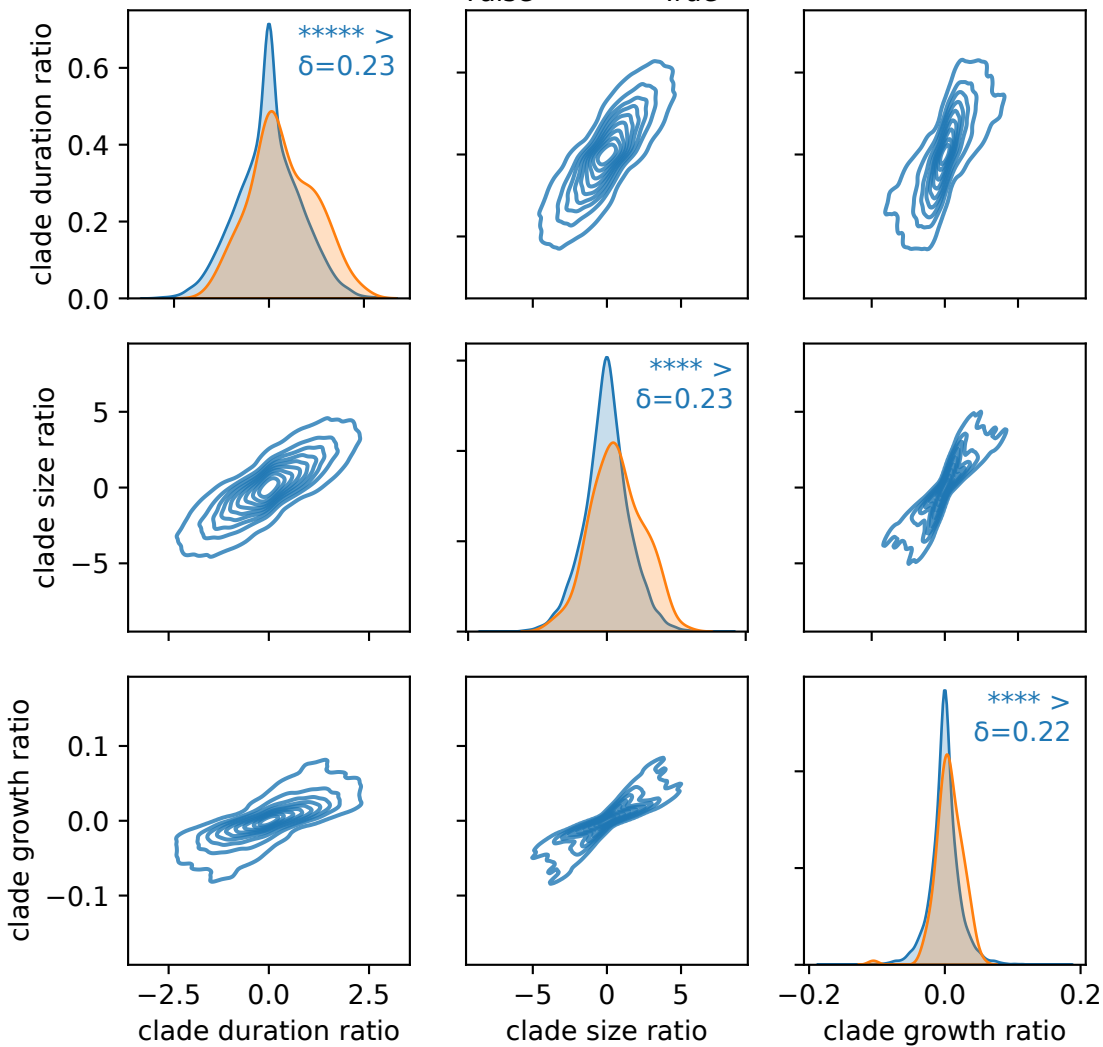 ***** >
δ=0.23
clade duration ratio
0.6
0.4
0.2
0.0
**** >
δ=0.23
clade size ratio
5
0
−5
**** >
δ=0.22
clade growth ratio
0.1
0.0
−0.1
−2.5 0.0 2.5 −5 0 5 −0.2 0.0 0.2
clade duration ratio clade size ratio clade growth ratio